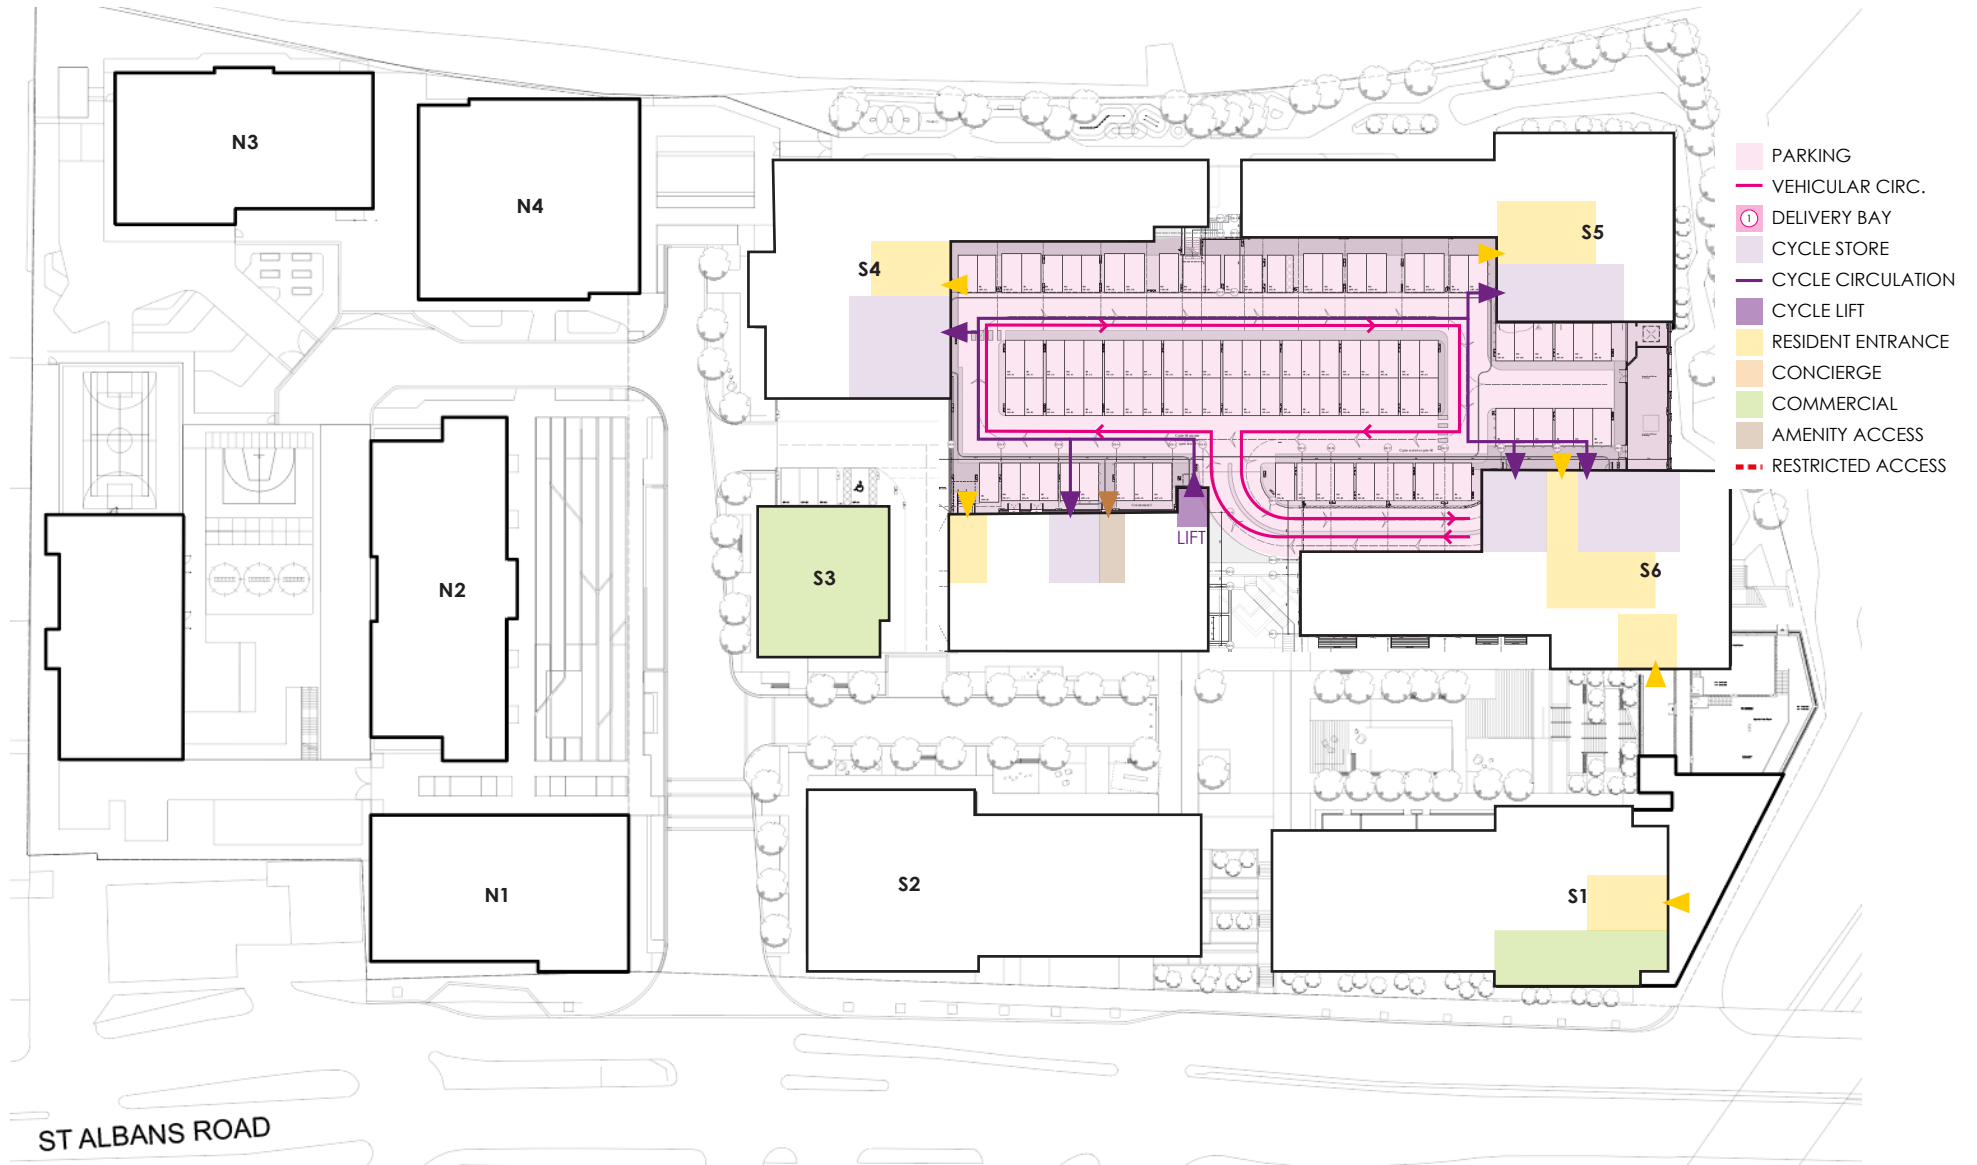 N3
N4
S4
S5
PARKING
VEHICULAR CIRC.
1 DELIVERY BAY
CYCLE STORE
CYCLE CIRCULATION
CYCLE LIFT
RESIDENT ENTRANCE
CONCIERGE
COMMERCIAL
AMENITY ACCESS
RESTRICTED ACCESS
LIFT
S3
N2
S6
S2
N1
S1
ST ALBANS ROAD